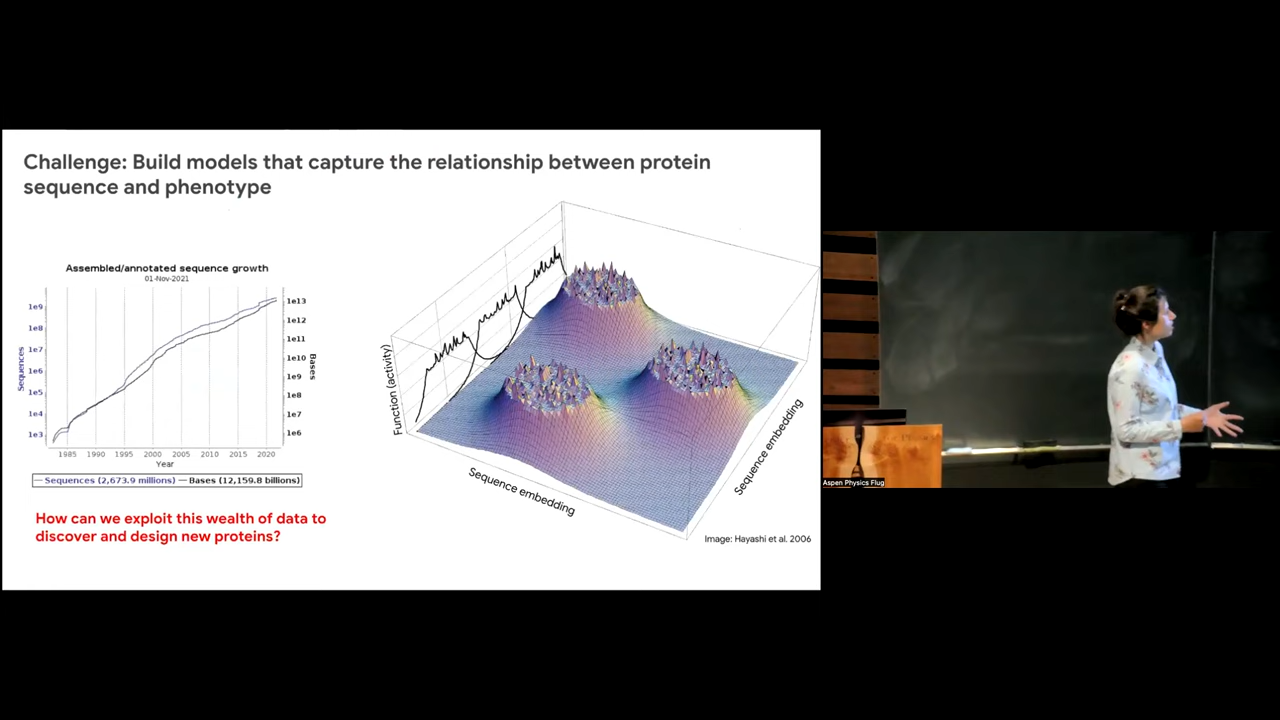 Challenge: Build models that capture the relationship between protein
sequence and phenotype
Assembled/annotated sequence growth
01-Nov-2021
1e9
1e8
1e7
1e6
1e5
1e4
1e3
Sequences
1e13
1e12
1e11
1e10
1e9
1e8
1e7
1e6
Bases
1985 1990 1995 2000 2005 2010 2015 2020
Year
Sequences (2,673.9 millions) Bases (12,159.8 billions)
How can we exploit this wealth of data to
discover and design new proteins?
Function (activity)
Sequence embedding
Sequence embedding
Image: Hayashi et al. 2006
Aspen Physics Flug